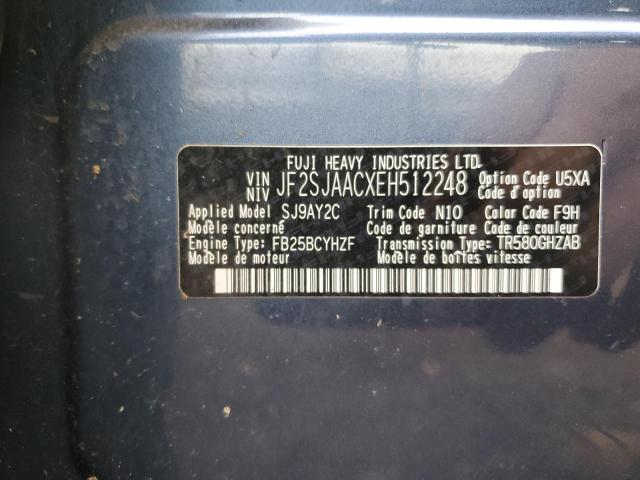 FUJI HEAVY INDUSTRIES LTD.
VIN NIV JF2SJAACXEH512248 Option Code U5XA
Code d'option
Applied Model SJ9AY2C Trim Code N10 Color Code F9H
Modèle concerné Code de garniture Code de couleur
Engine Type: FB25BCYHZF Transmission Type: TR580GHZAB
Modèle de moteur Modèle de boîtes vitesse